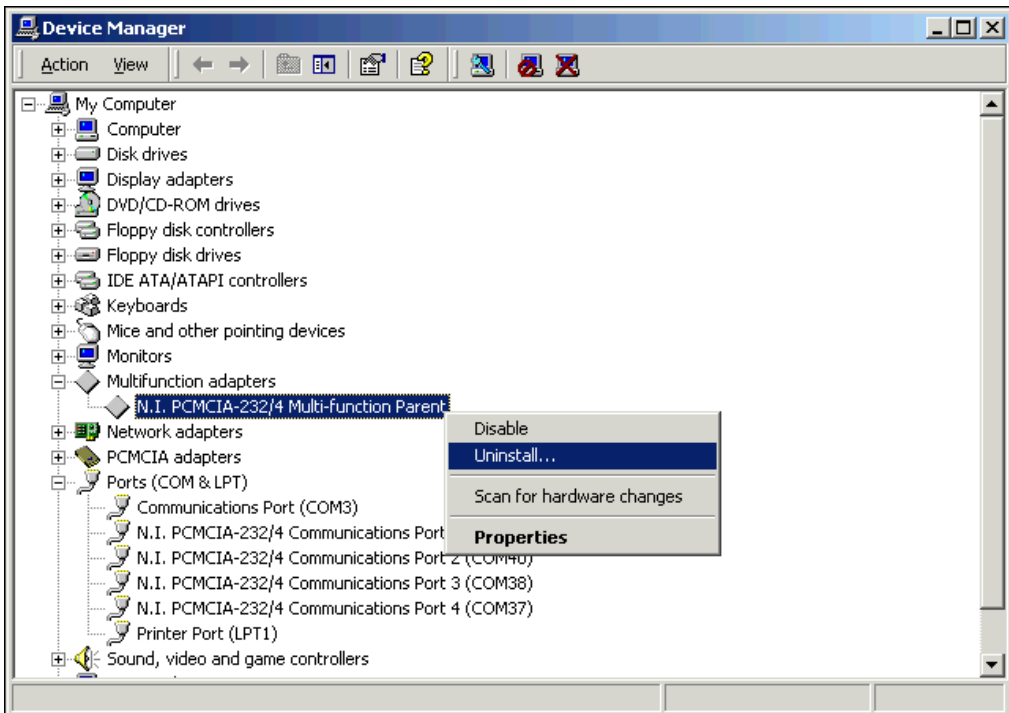 Device Manager
Action View
My Computer
Computer
Disk drives
Display adapters
DVD/CD-ROM drives
Floppy disk controllers
Floppy disk drives
IDE ATA/ATAPI controllers
Keyboards
Mice and other pointing devices
Monitors
Multifunction adapters
N.I. PCMCIA-232/4 Multi-function Parent
Network adapters
PCMCIA adapters
Ports (COM & LPT)
Communications Port (COM3)
N.I. PCMCIA-232/4 Communications Port
N.I. PCMCIA-232/4 Communications Port 2 (COM40)
N.I. PCMCIA-232/4 Communications Port 3 (COM38)
N.I. PCMCIA-232/4 Communications Port 4 (COM37)
Printer Port (LPT1)
Sound, video and game controllers
Disable
Uninstall...
Scan for hardware changes
Properties